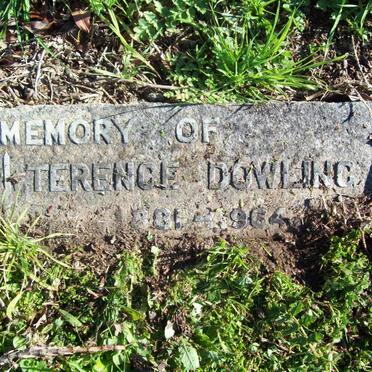 MEMORY OF
TERENCE DOWLING